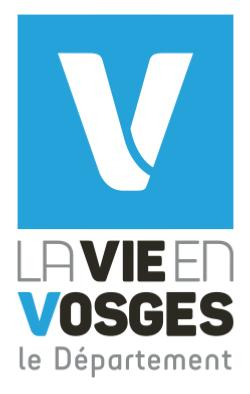 V
LA VIE EN
VOSGES
le Département